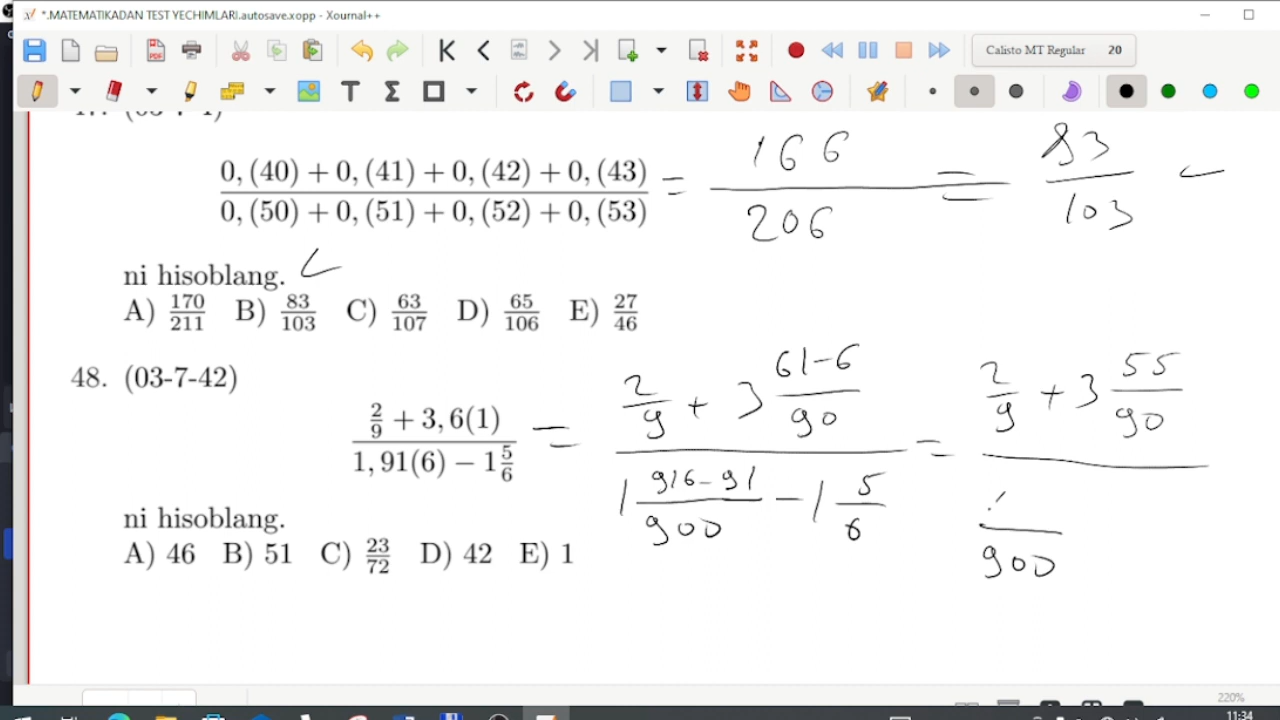 *.MATEMATIKADAN TEST YECHIMLARI.autosave.xopp - Xournal++
Calisto MT Regular 20
0, (40) + 0, (41) + 0, (42) + 0, (43)
0, (50) + 0, (51) + 0, (52) + 0, (53)
= 166/206 = 83/103
ni hisoblang.
A) 170/211 B) 83/103 C) 63/107 D) 65/106 E) 27/46
48. (03-7-42)
2/9 + 3, 6(1)
1, 91(6) − 1 5/6
= 2/9 + 3 61-6/90
1 916-91/900 - 1 5/6
= 2/9 + 3 55/90
900
ni hisoblang.
A) 46 B) 51 C) 23/72 D) 42 E) 1
220%
11:34